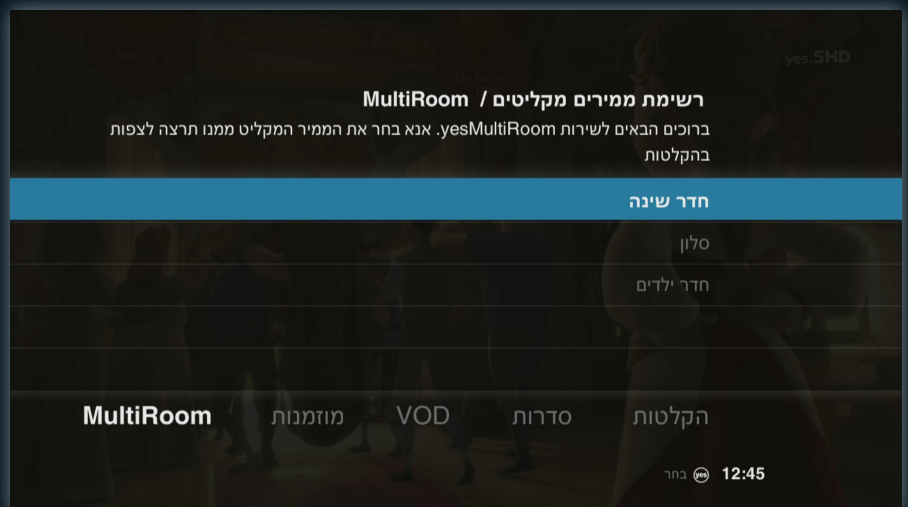 yes.5HD
רשימת ממירים מקליטים / MultiRoom
ברוכים הבאים לשירות yesMultiRoom. אנא בחר את הממיר המקליט ממנו תרצה לצפות
בהקלטות
חדר שינה
סלון
חדר ילדים
הקלטות סדרות VOD מוזמנות MultiRoom
12:45 yes בחר